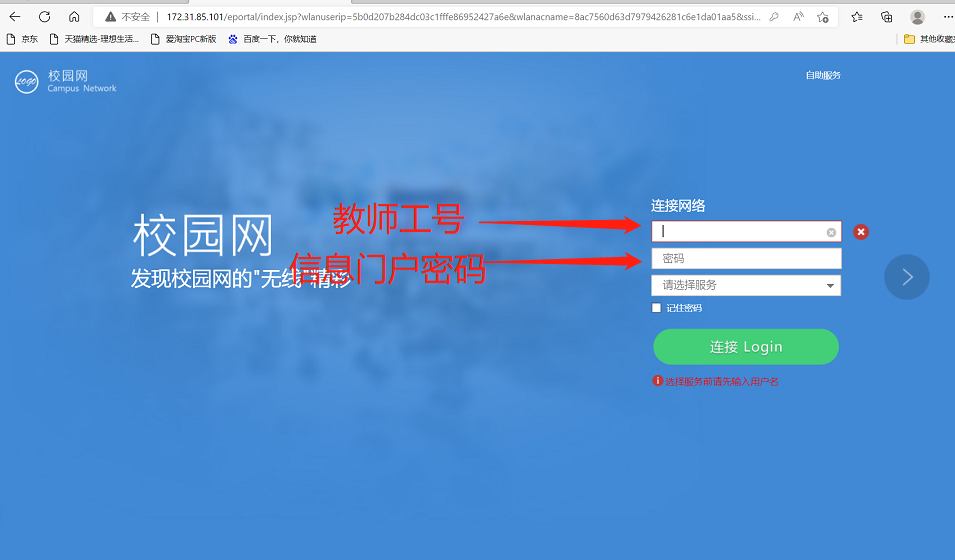 不安全 172.31.85.101/eportal/index.jsp?wlanuserip=5b0d207b284dc03c1fffe86952427a6e&wlanacname=8ac7560d63d7979426281c6e1da01aa5&ssi...
京东 天猫精选-理想生活... 爱淘宝PC新版 百度一下，你就知道 其他收藏
Logo 校园网
Campus Network
自助服务
校园网
发现校园网的"无线"精彩
教师工号
信息门户密码
连接网络
密码
请选择服务
记住密码
连接 Login
选择服务前请先输入用户名